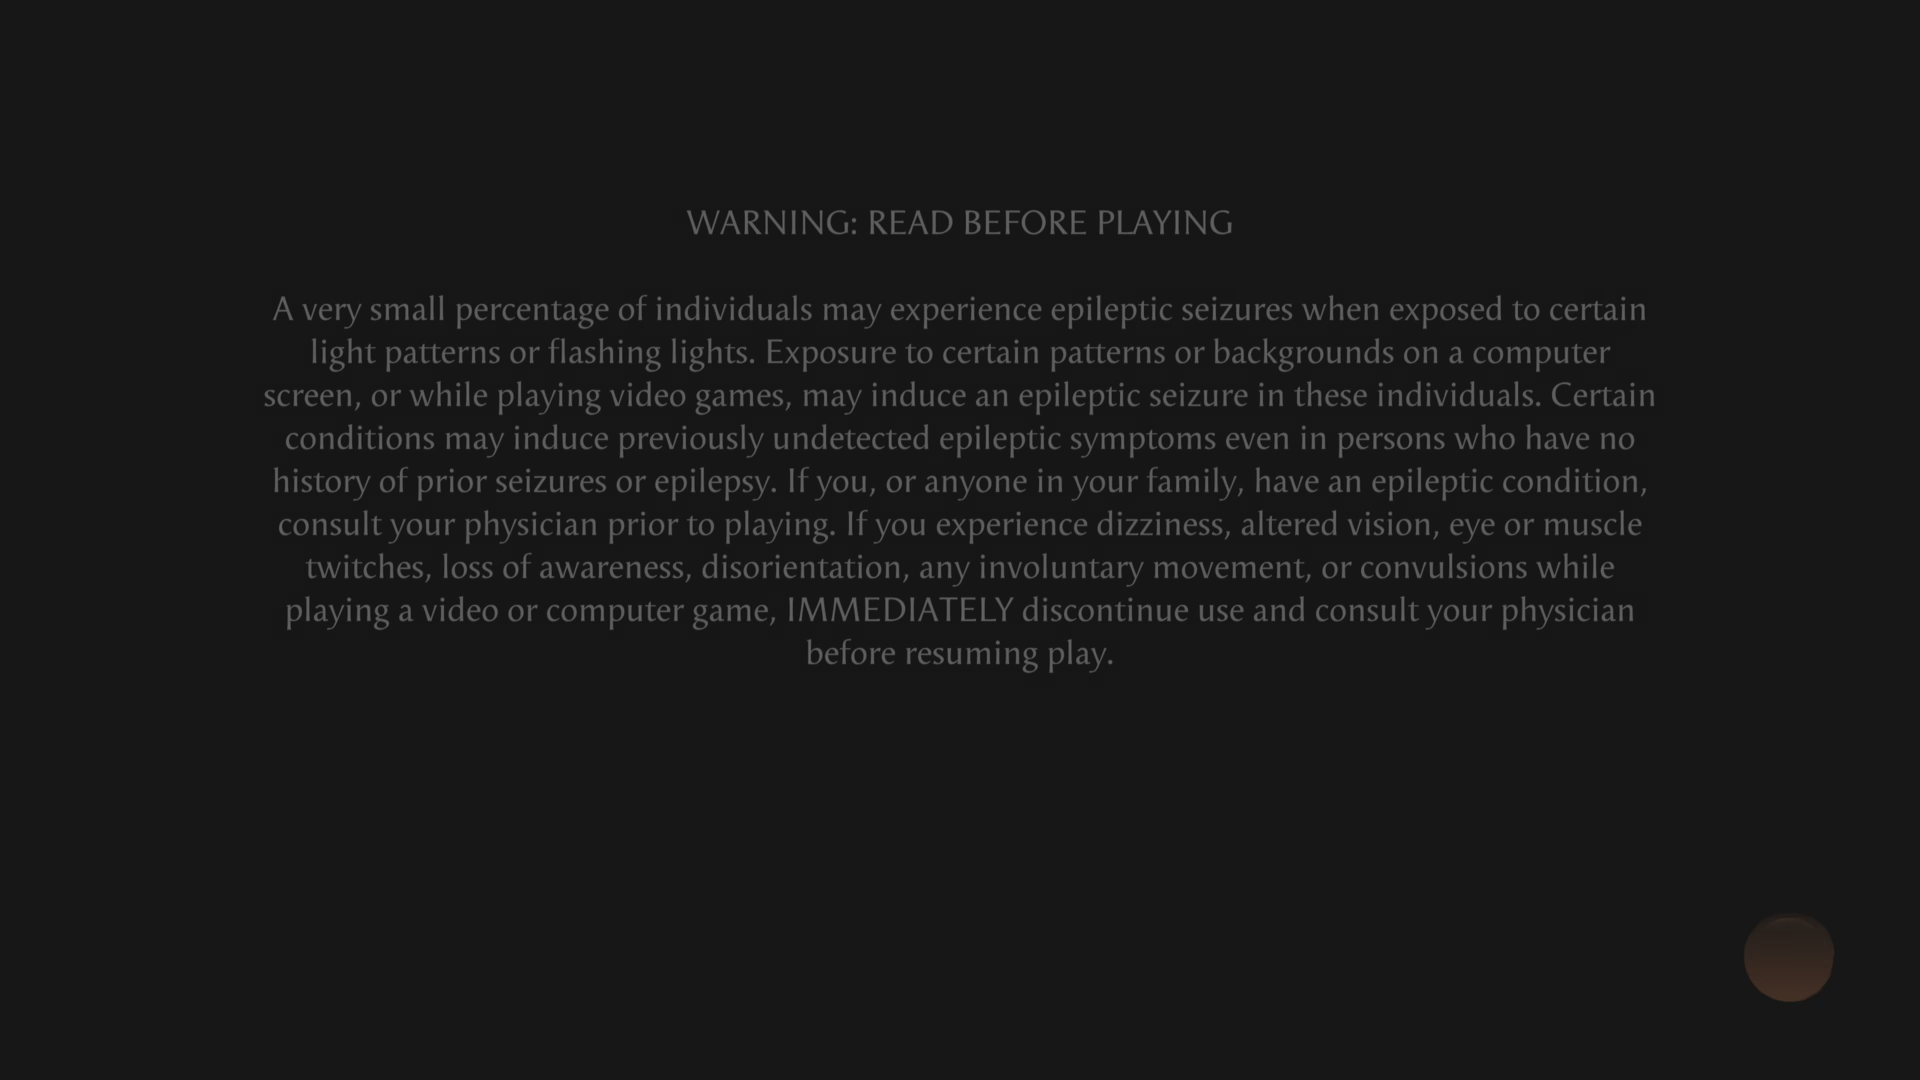 WARNING: READ BEFORE PLAYING
A very small percentage of individuals may experience epileptic seizures when exposed to certain
light patterns or flashing lights. Exposure to certain patterns or backgrounds on a computer
screen, or while playing video games, may induce an epileptic seizure in these individuals. Certain
conditions may induce previously undetected epileptic symptoms even in persons who have no
history of prior seizures or epilepsy. If you, or anyone in your family, have an epileptic condition,
consult your physician prior to playing. If you experience dizziness, altered vision, eye or muscle
twitches, loss of awareness, disorientation, any involuntary movement, or convulsions while
playing a video or computer game, IMMEDIATELY discontinue use and consult your physician
before resuming play.